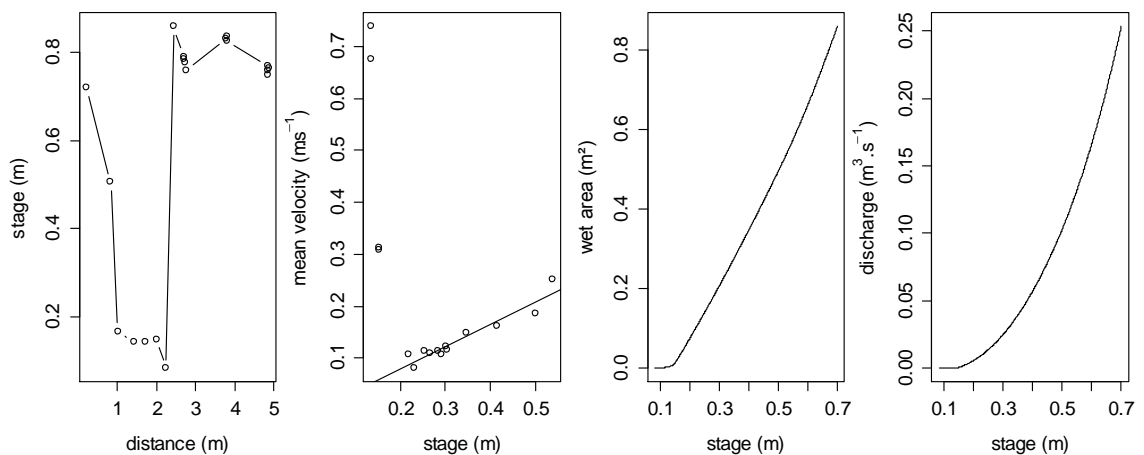 stage (m)
0.2 0.4 0.6 0.8
1 2 3 4 5
distance (m)
mean velocity (ms⁻¹)
0.1 0.2 0.3 0.4 0.5 0.6 0.7
0.2 0.3 0.4 0.5
stage (m)
wet area (m²)
0.0 0.2 0.4 0.6 0.8
0.1 0.3 0.5 0.7
stage (m)
discharge (m³.s⁻¹)
0.00 0.05 0.10 0.15 0.20 0.25
0.1 0.3 0.5 0.7
stage (m)